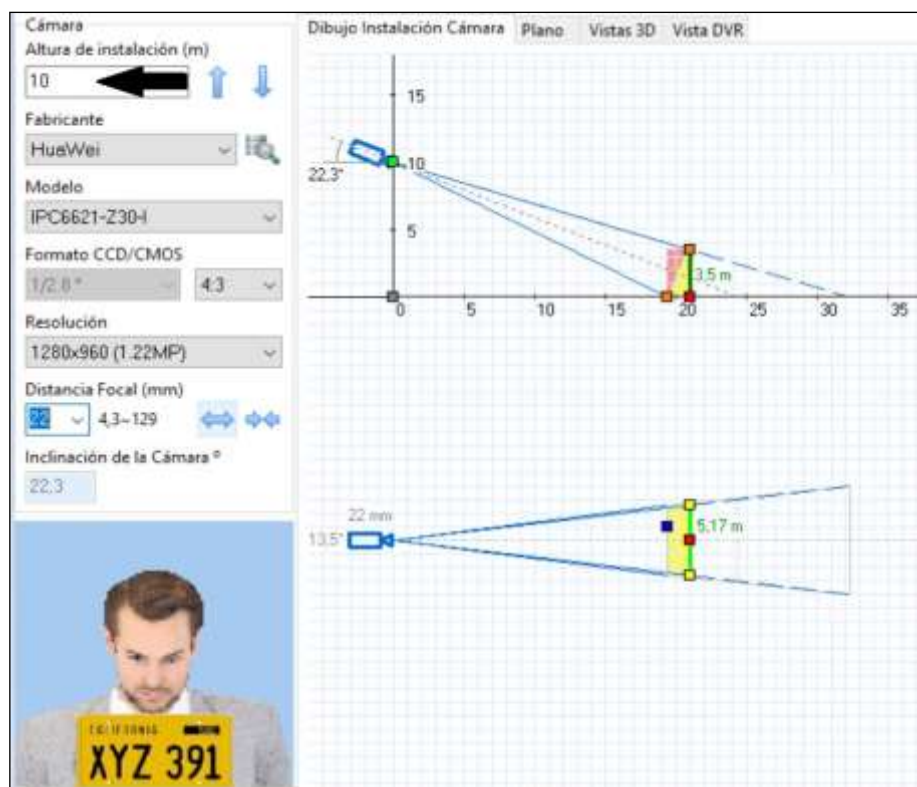 Cámara
Altura de instalación (m)
10
Fabricante
HuaWei
Modelo
IPC6621-Z30-I
Formato CCD/CMOS
1/2.8 " 4:3
Resolución
1280x960 (1.22MP)
Distancia Focal (mm)
22 4,3~129
Inclinación de la Cámara º
22,3
CALIFORNIA
XYZ 391
Dibujo Instalación Cámara Plano Vistas 3D Vista DVR
15
10
22.3°
5
3,5 m
0 5 10 15 20 25 30 35
22 mm
13.5°
5,17 m